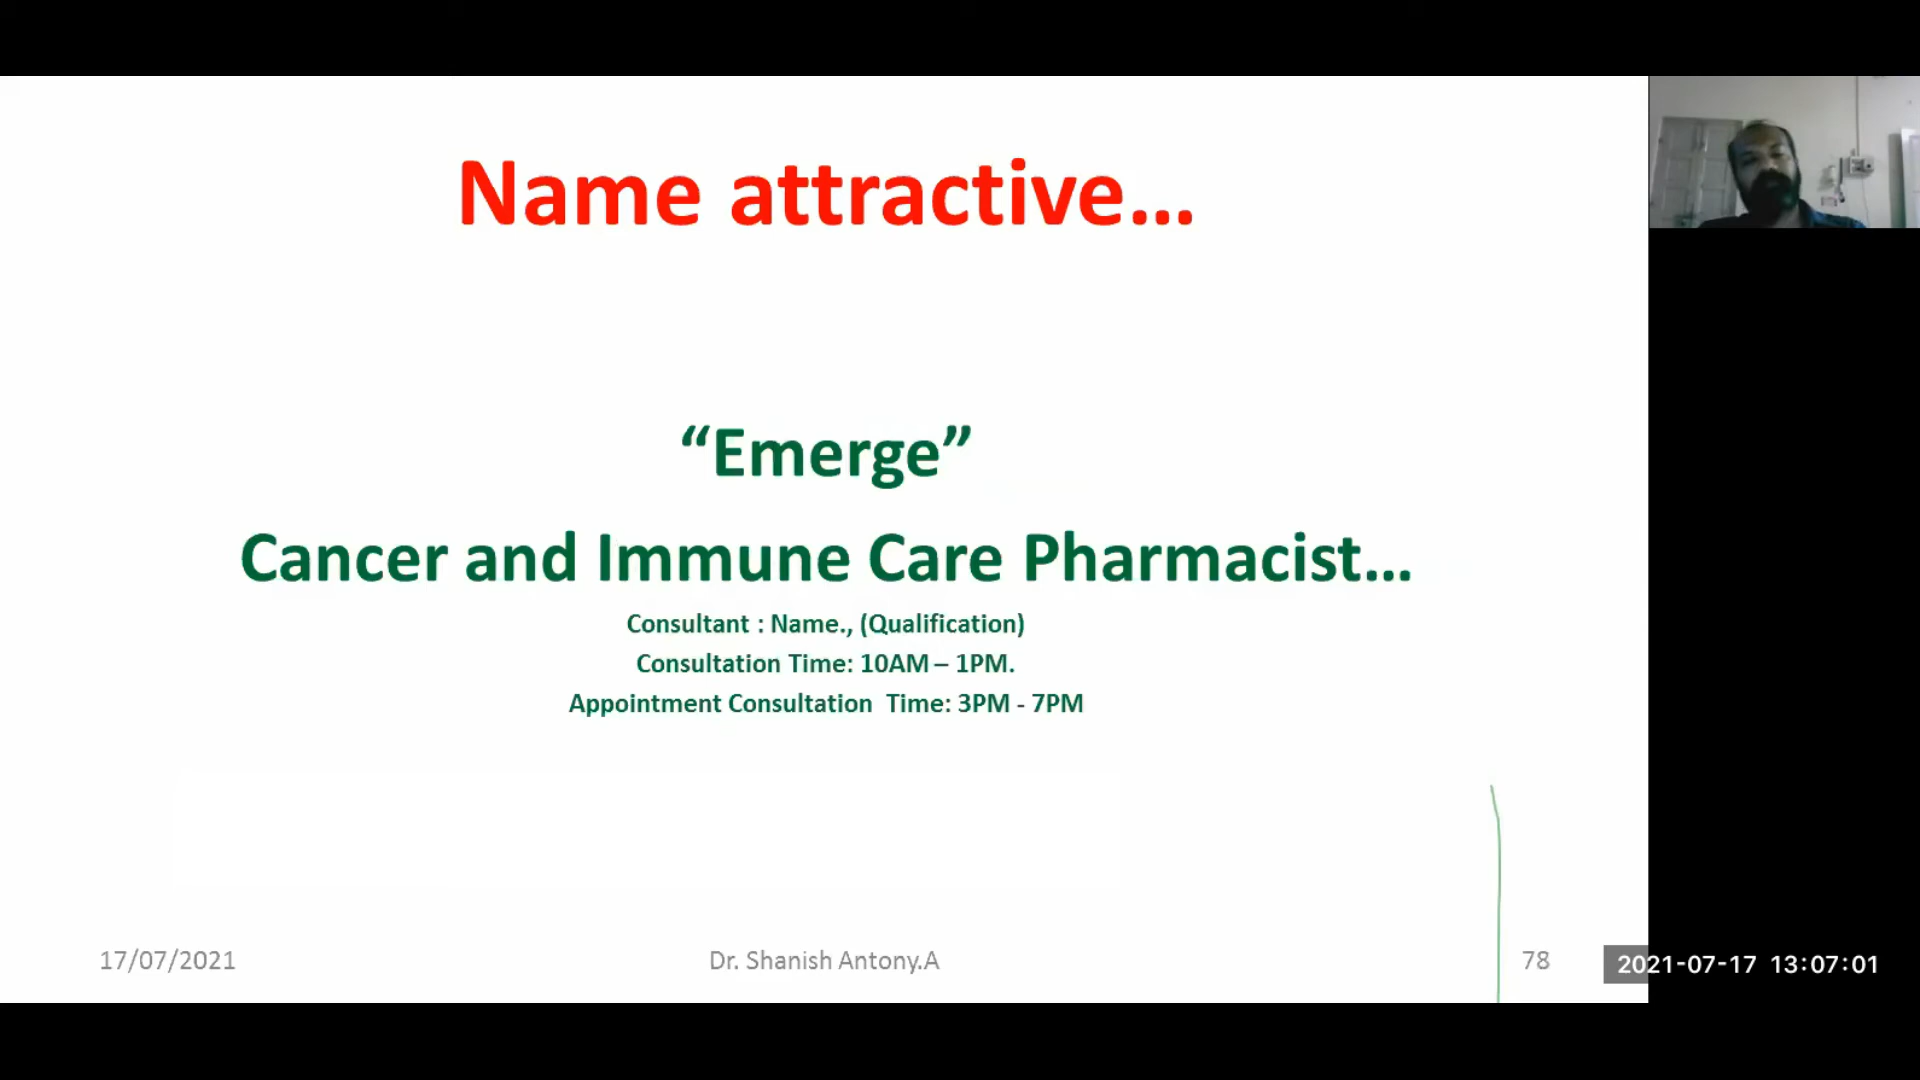 Name attractive...
“Emerge”
Cancer and Immune Care Pharmacist...
Consultant : Name., (Qualification)
Consultation Time: 10AM – 1PM.
Appointment Consultation  Time: 3PM - 7PM
17/07/2021
Dr. Shanish Antony.A
78
2021-07-17 13:07:01